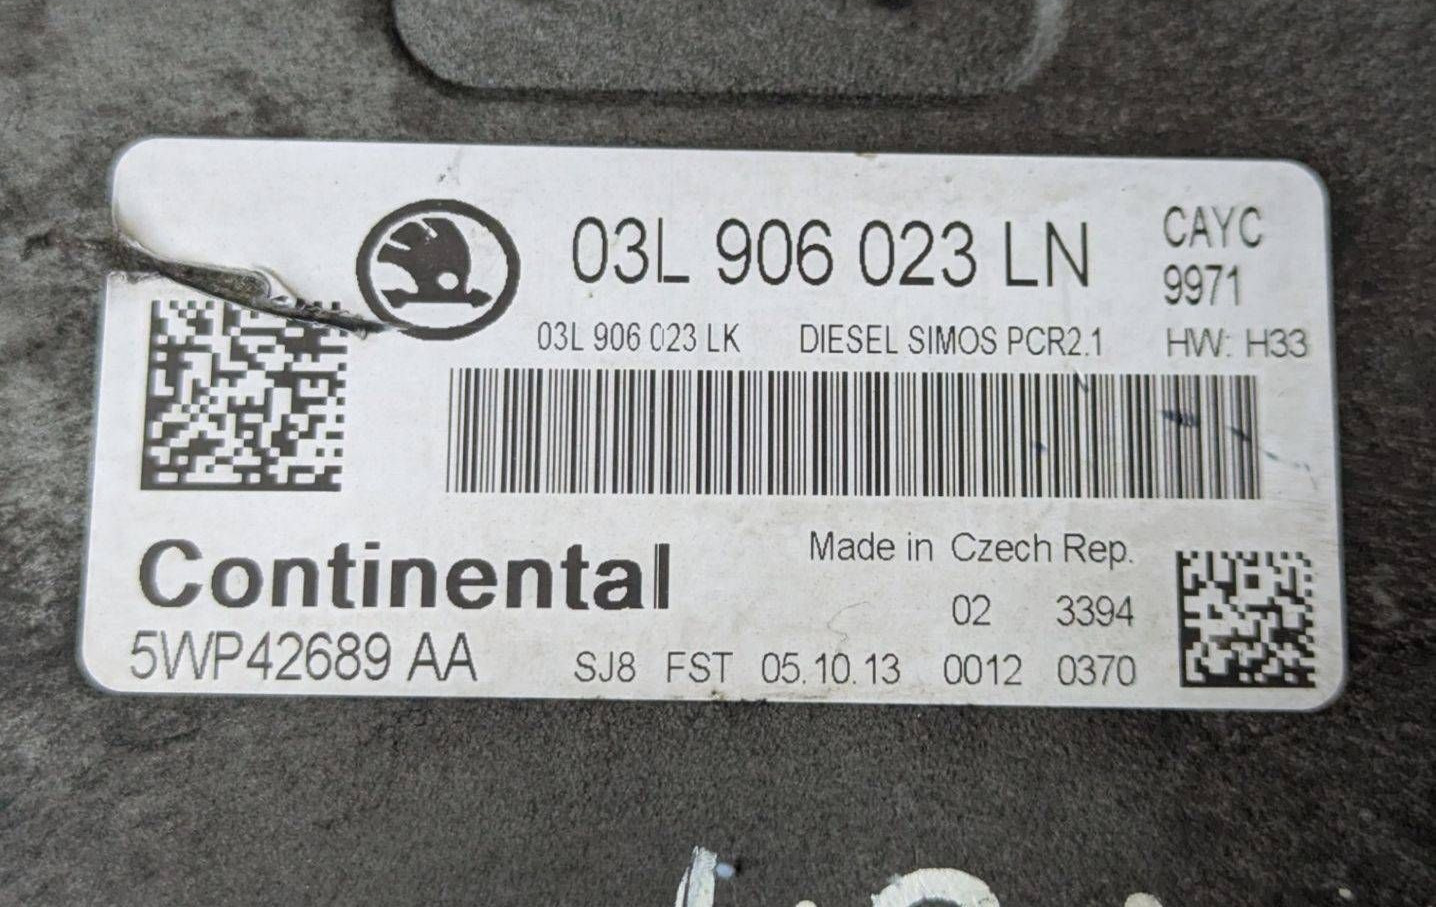 03L 906 023 LN CAYC
9971
03L 906 023 LK DIESEL SIMOS PCR2.1 HW: H33
Continental
Made in Czech Rep.
02 3394
5WP42689 AA SJ8 FST 05.10.13 0012 0370